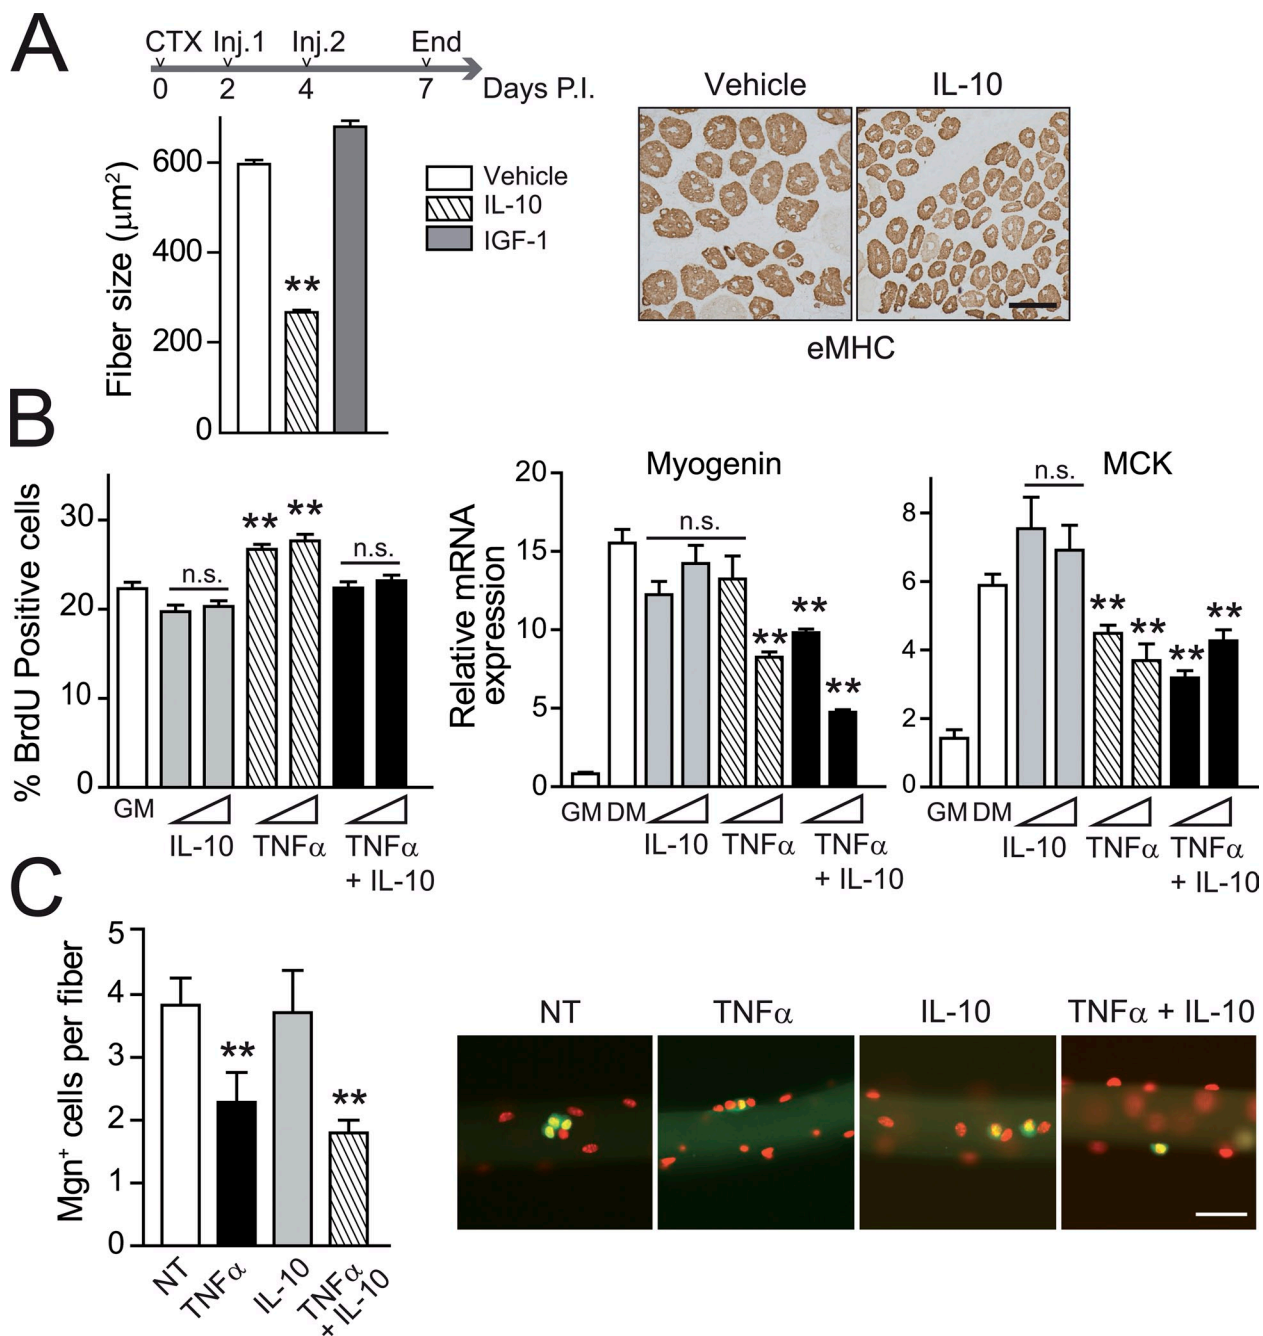 A
CTX Inj.1 Inj.2 End
0 2 4 7 Days P.I.
Fiber size (μm²)
600
400
200
0
**
Vehicle
IL-10
IGF-1
Vehicle IL-10
eMHC
B
% BrdU Positive cells
30
20
10
0
n.s.
** **
n.s.
GM
IL-10 TNFα TNFα
+ IL-10
Myogenin
Relative mRNA
expression
20
15
10
5
0
n.s.
** ** **
GM DM
IL-10 TNFα TNFα
+ IL-10
MCK
8
6
4
2
0
n.s.
** ** ** **
GM DM
IL-10 TNFα TNFα
+ IL-10
C
Mgn⁺ cells per fiber
5
4
3
2
1
0
** **
NT
TNFα
IL-10
TNFα
+ IL-10
NT TNFα IL-10 TNFα + IL-10